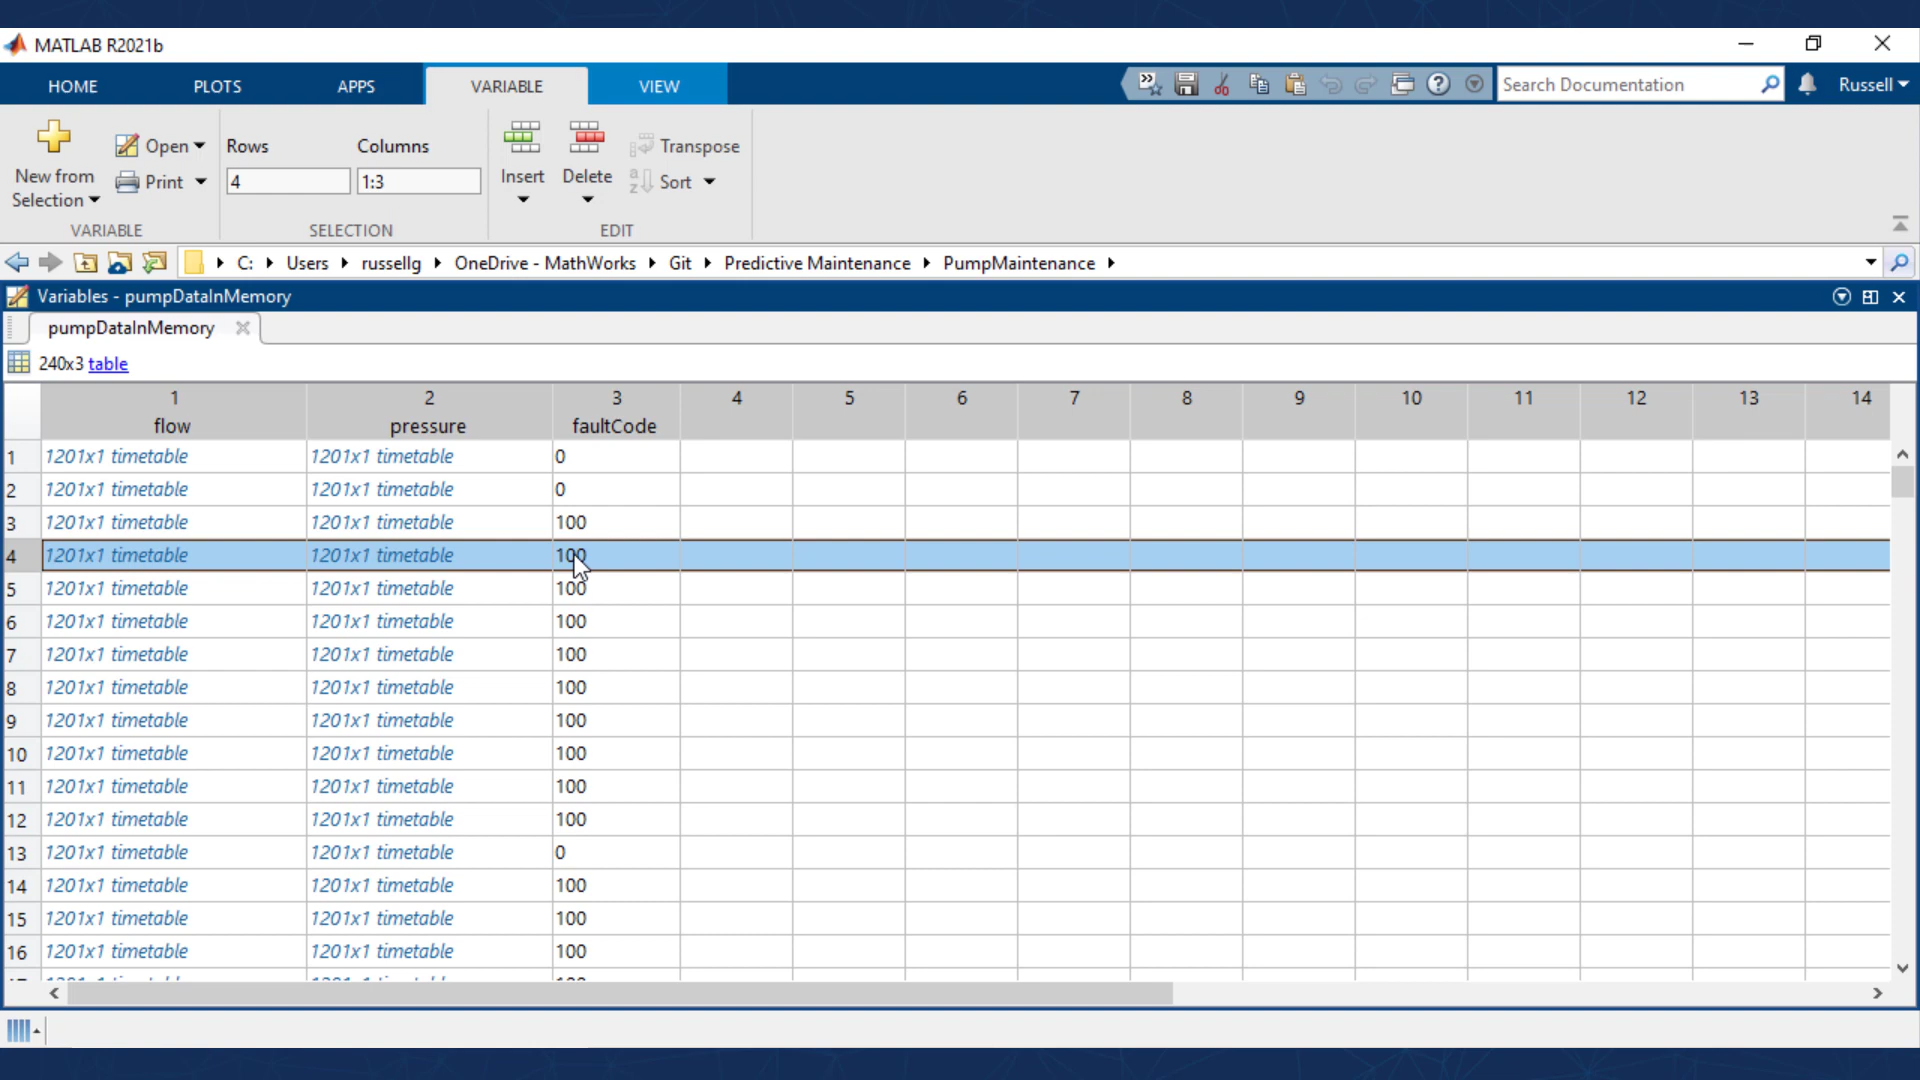 MATLAB R2021b
HOME PLOTS APPS VARIABLE VIEW Search Documentation Russell
New from Selection Open Print Rows Columns Insert Delete Transpose Sort
4 1:3
VARIABLE SELECTION EDIT
C: Users russellg OneDrive - MathWorks Git Predictive Maintenance PumpMaintenance
Variables - pumpDataInMemory
pumpDataInMemory
240x3 table
1 2 3 4 5 6 7 8 9 10 11 12 13 14
flow pressure faultCode
1 1201x1 timetable 1201x1 timetable 0
2 1201x1 timetable 1201x1 timetable 0
3 1201x1 timetable 1201x1 timetable 100
4 1201x1 timetable 1201x1 timetable 100
5 1201x1 timetable 1201x1 timetable 100
6 1201x1 timetable 1201x1 timetable 100
7 1201x1 timetable 1201x1 timetable 100
8 1201x1 timetable 1201x1 timetable 100
9 1201x1 timetable 1201x1 timetable 100
10 1201x1 timetable 1201x1 timetable 100
11 1201x1 timetable 1201x1 timetable 100
12 1201x1 timetable 1201x1 timetable 100
13 1201x1 timetable 1201x1 timetable 0
14 1201x1 timetable 1201x1 timetable 100
15 1201x1 timetable 1201x1 timetable 100
16 1201x1 timetable 1201x1 timetable 100